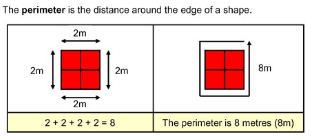 The perimeter is the distance around the edge of a shape.
2m
2m
2m
2m
8m
2 + 2 + 2 + 2 = 8
The perimeter is 8 metres (8m)